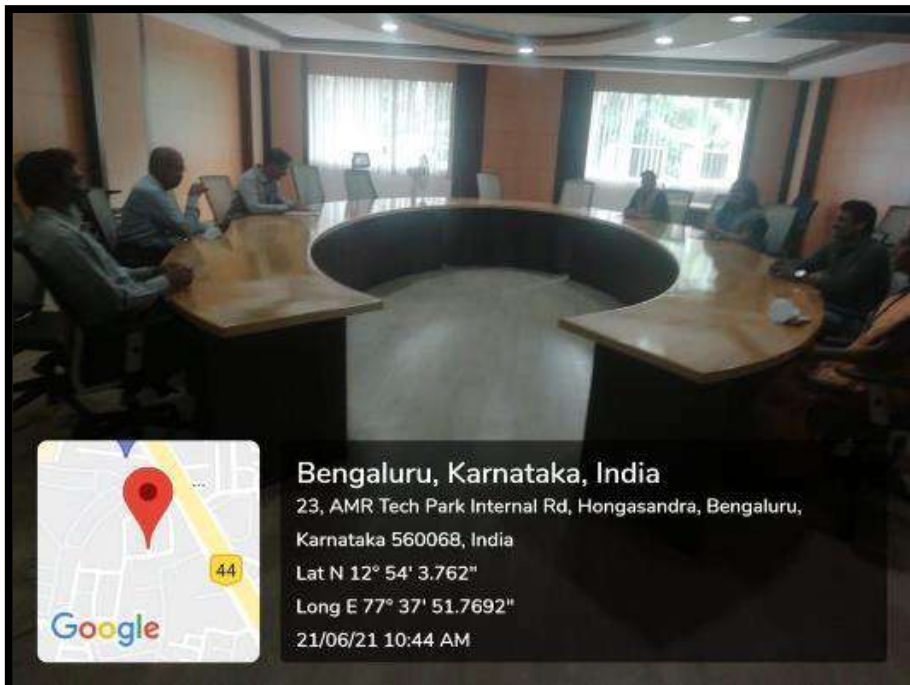 44
Google
Bengaluru, Karnataka, India
23, AMR Tech Park Internal Rd, Hongasandra, Bengaluru,
Karnataka 560068, India
Lat N 12° 54' 3.762"
Long E 77° 37' 51.7692"
21/06/21 10:44 AM